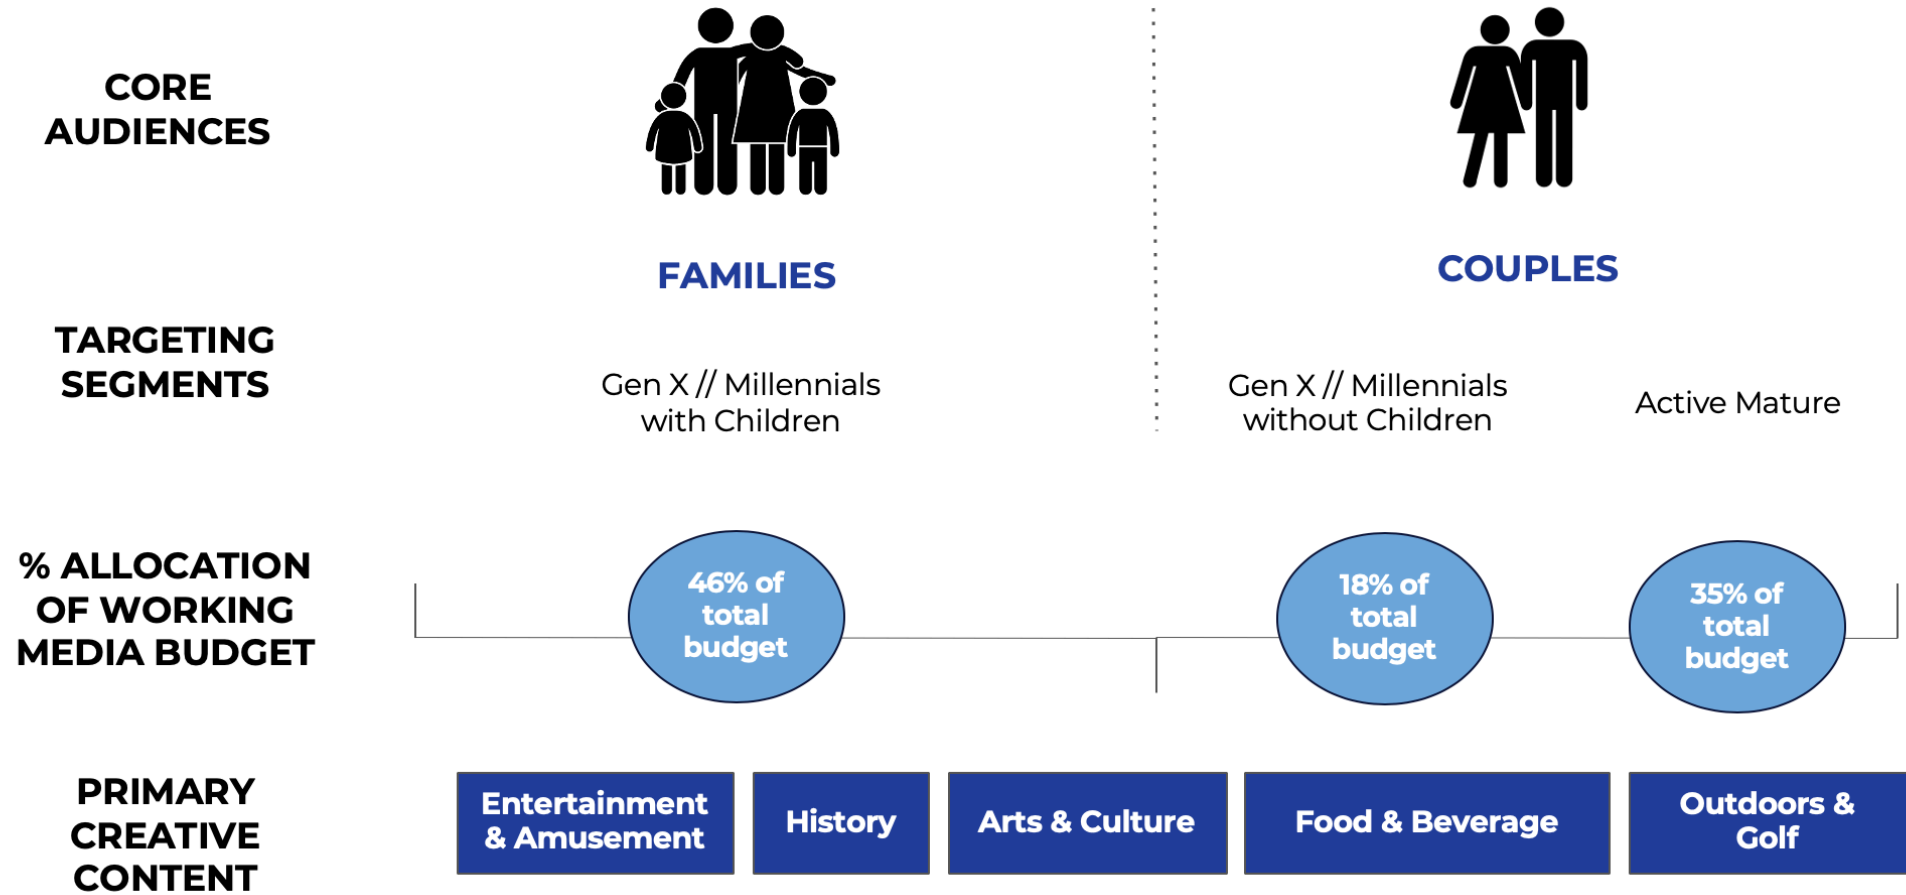 CORE
AUDIENCES
FAMILIES
COUPLES
TARGETING
SEGMENTS
Gen X // Millennials
with Children
Gen X // Millennials
without Children
Active Mature
% ALLOCATION
OF WORKING
MEDIA BUDGET
46% of
total
budget
18% of
total
budget
35% of
total
budget
PRIMARY
CREATIVE
CONTENT
Entertainment
& Amusement
History
Arts & Culture
Food & Beverage
Outdoors &
Golf